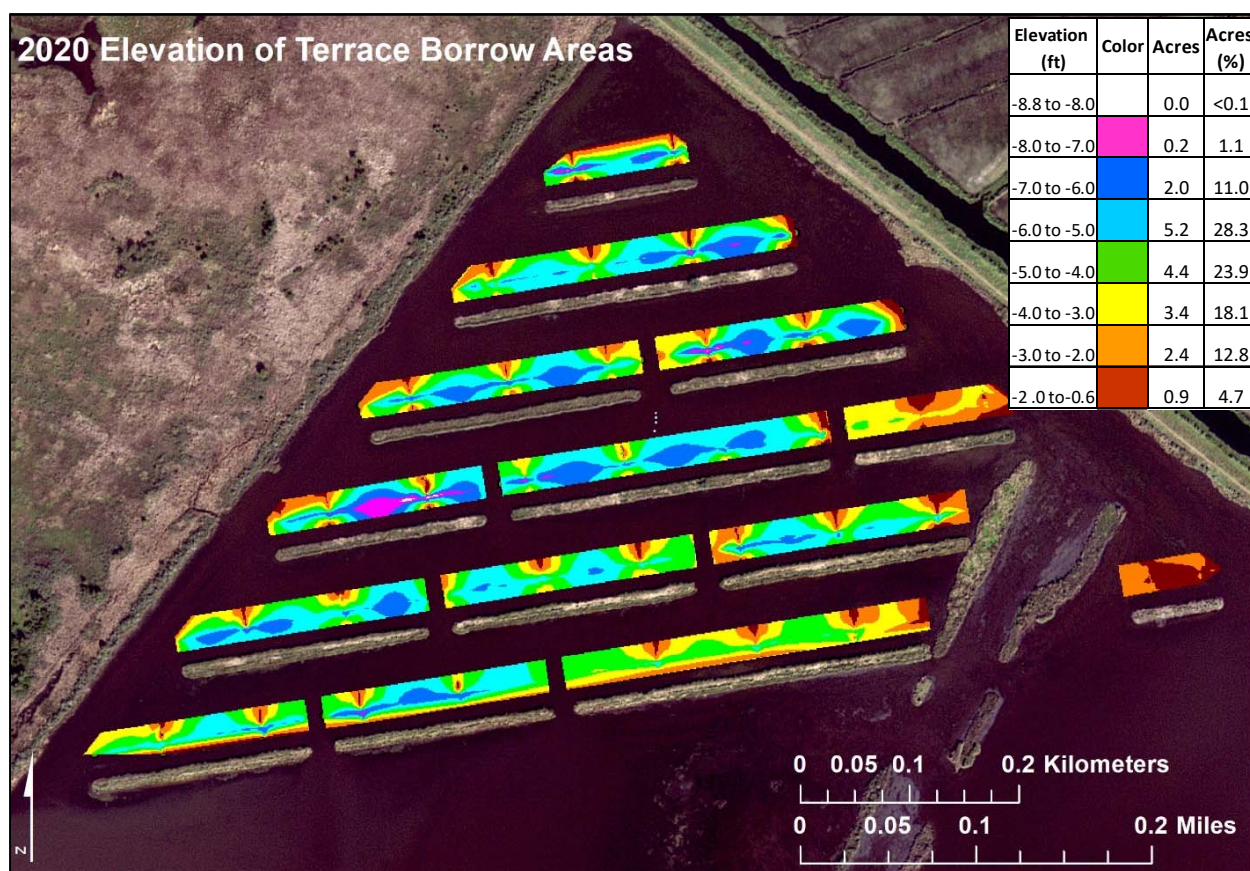 2020 Elevation of Terrace Borrow Areas
Elevation (ft) Color Acres Acres (%)
-8.8 to -8.0 0.0 <0.1
-8.0 to -7.0 0.2 1.1
-7.0 to -6.0 2.0 11.0
-6.0 to -5.0 5.2 28.3
-5.0 to -4.0 4.4 23.9
-4.0 to -3.0 3.4 18.1
-3.0 to -2.0 2.4 12.8
-2.0 to -0.6 0.9 4.7
0 0.05 0.1 0.2 Kilometers
0 0.05 0.1 0.2 Miles
N